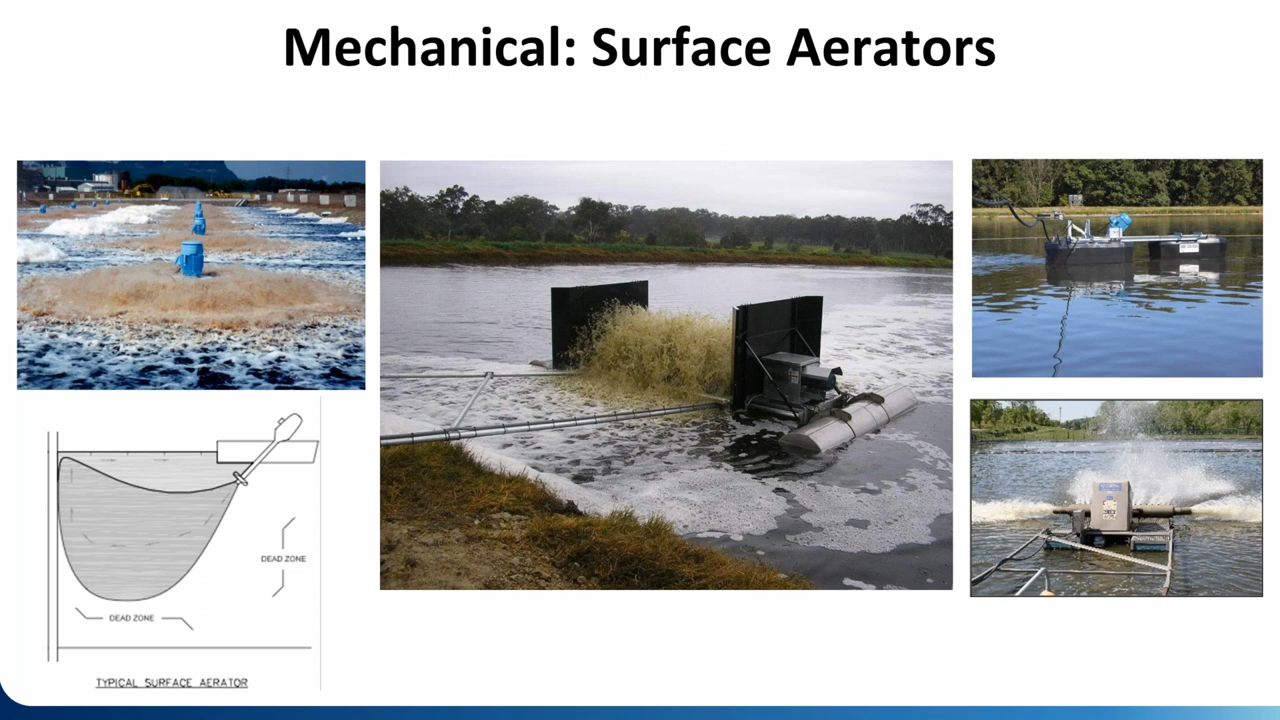 Mechanical: Surface Aerators
DEAD ZONE
DEAD ZONE
TYPICAL SURFACE AERATOR